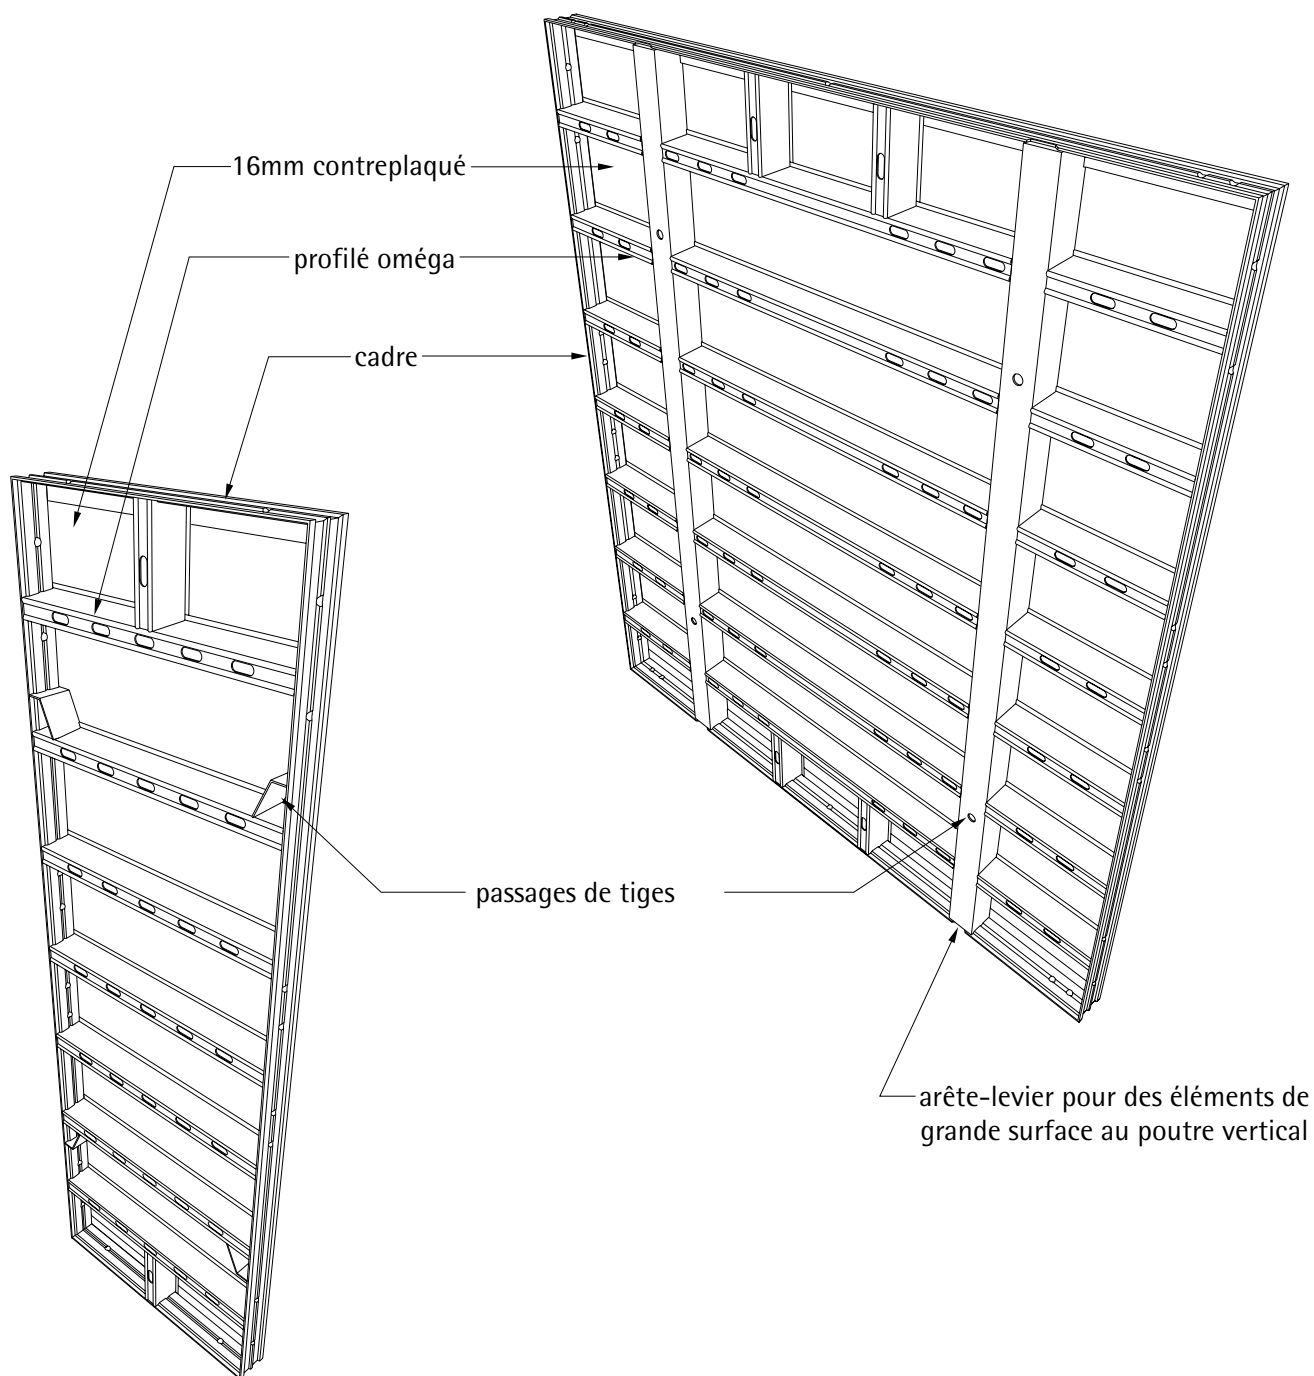 16mm contreplaqué
profilé oméga
cadre
passages de tiges
arête-levier pour des éléments de
grande surface au poutre vertical